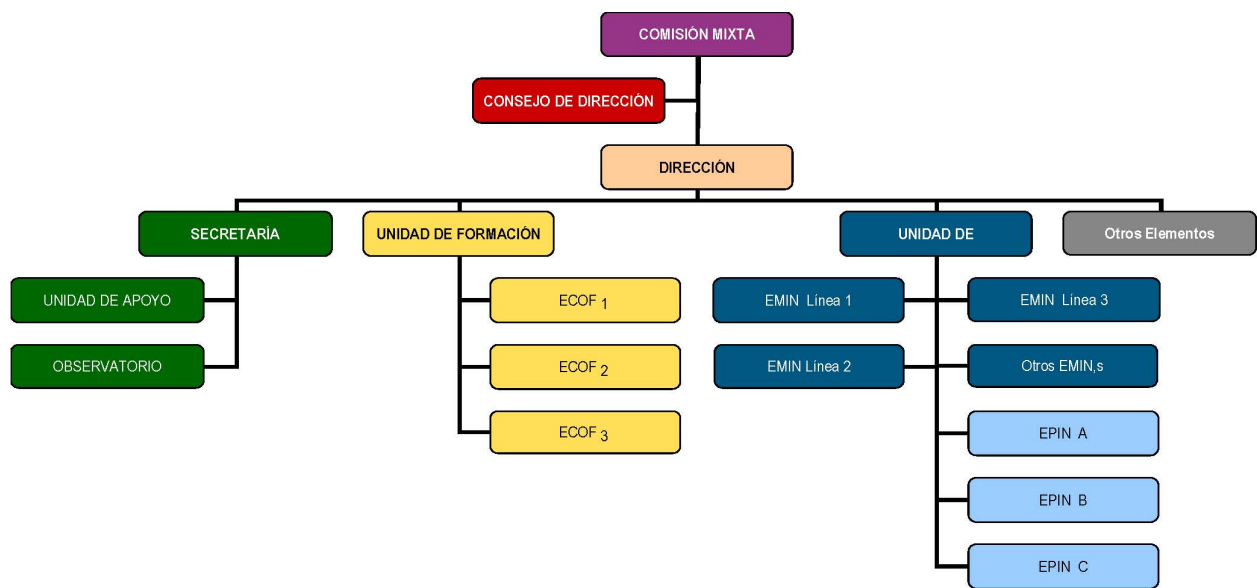 COMISIÓN MIXTA
CONSEJO DE DIRECCIÓN
DIRECCIÓN
SECRETARÍA
UNIDAD DE FORMACIÓN
UNIDAD DE
Otros Elementos
UNIDAD DE APOYO
ECOF 1
EMIN Línea 1
EMIN Línea 3
OBSERVATORIO
ECOF 2
EMIN Línea 2
Otros EMIN,s
ECOF 3
EPIN A
EPIN B
EPIN C